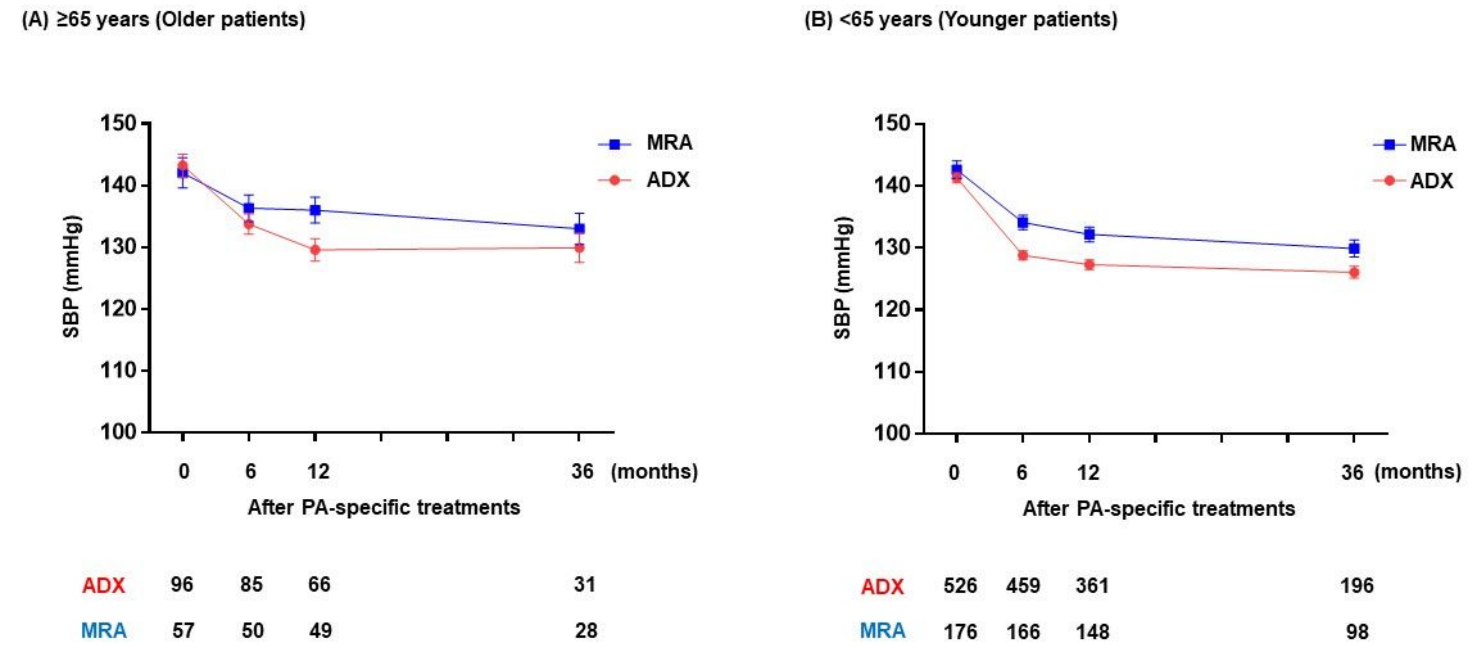 (A) ≥65 years (Older patients)
150
140
130
120
110
100
SBP (mmHg)
MRA
ADX
0 6 12 36 (months)
After PA-specific treatments
ADX 96 85 66 31
MRA 57 50 49 28
(B) <65 years (Younger patients)
150
140
130
120
110
100
SBP (mmHg)
MRA
ADX
0 6 12 36 (months)
After PA-specific treatments
ADX 526 459 361 196
MRA 176 166 148 98